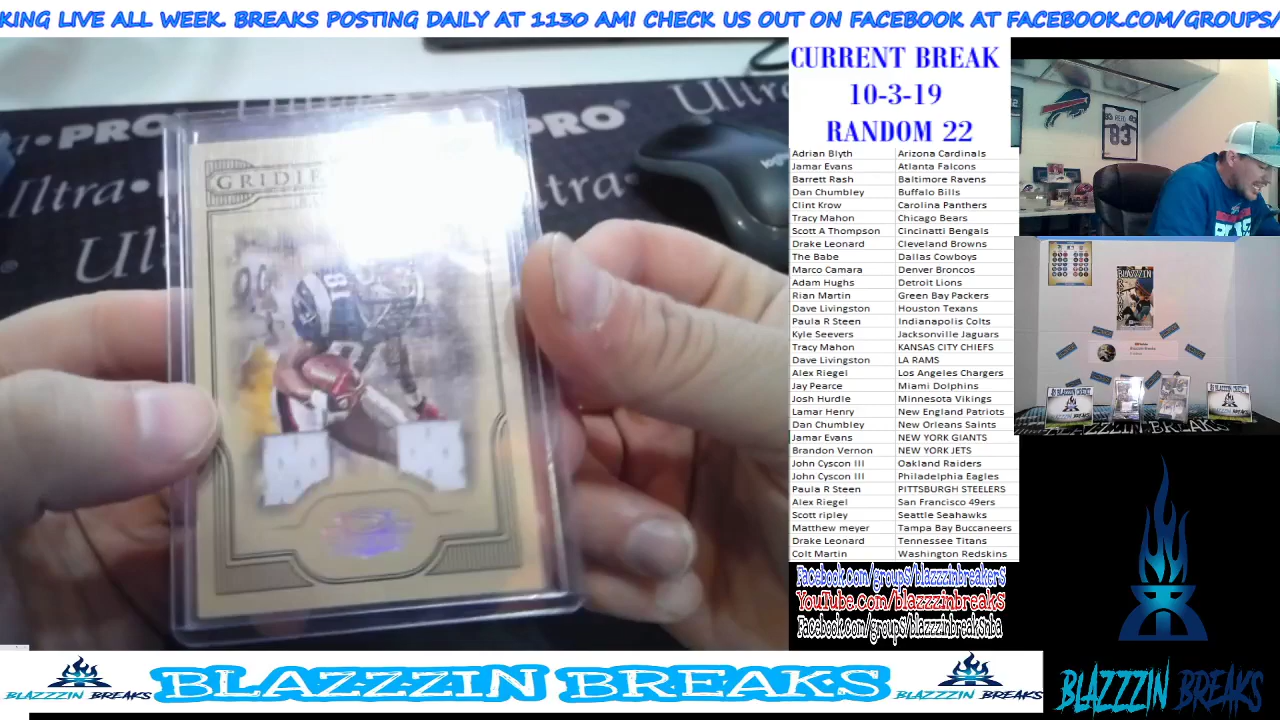 KING LIVE ALL WEEK. BREAKS POSTING DAILY AT 1130 AM! CHECK US OUT ON FACEBOOK AT FACEBOOK.COM/GROUPS/
CURRENT BREAK
10-3-19
RANDOM 22
Adrian Blyth Arizona Cardinals
Jamar Evans Atlanta Falcons
Barrett Rash Baltimore Ravens
Dan Chumbley Buffalo Bills
Clint Krow Carolina Panthers
Tracy Mahon Chicago Bears
Scott A Thompson Cincinatti Bengals
Drake Leonard Cleveland Browns
The Babe Dallas Cowboys
Marco Camara Denver Broncos
Adam Hughs Detroit Lions
Rian Martin Green Bay Packers
Dave Livingston Houston Texans
Paula R Steen Indianapolis Colts
Kyle Seevers Jacksonville Jaguars
Tracy Mahon KANSAS CITY CHIEFS
Dave Livingston LA RAMS
Alex Riegel Los Angeles Chargers
Jay Pearce Miami Dolphins
Josh Hurdle Minnesota Vikings
Lamar Henry New England Patriots
Dan Chumbley New Orleans Saints
Jamar Evans NEW YORK GIANTS
Brandon Vernon NEW YORK JETS
John Cyscon III Oakland Raiders
John Cyscon III Philadelphia Eagles
Paula R Steen PITTSBURGH STEELERS
Alex Riegel San Francisco 49ers
Scott ripley Seattle Seahawks
Matthew meyer Tampa Bay Buccaneers
Drake Leonard Tennessee Titans
Colt Martin Washington Redskins
Facebook.com/groups/blazzzinbreakers
YouTube.com/blazzzinbreaks
Facebook.com/groups/blazzzinbreaksnba
PRO
Ultra
PRO
Ultra
GRIDI
83
BLAZZZIN
BLAZZZIN BREAKS
BLAZZZIN BREAKS
BLAZZZIN BREAKS
BLAZZZIN BREAKS